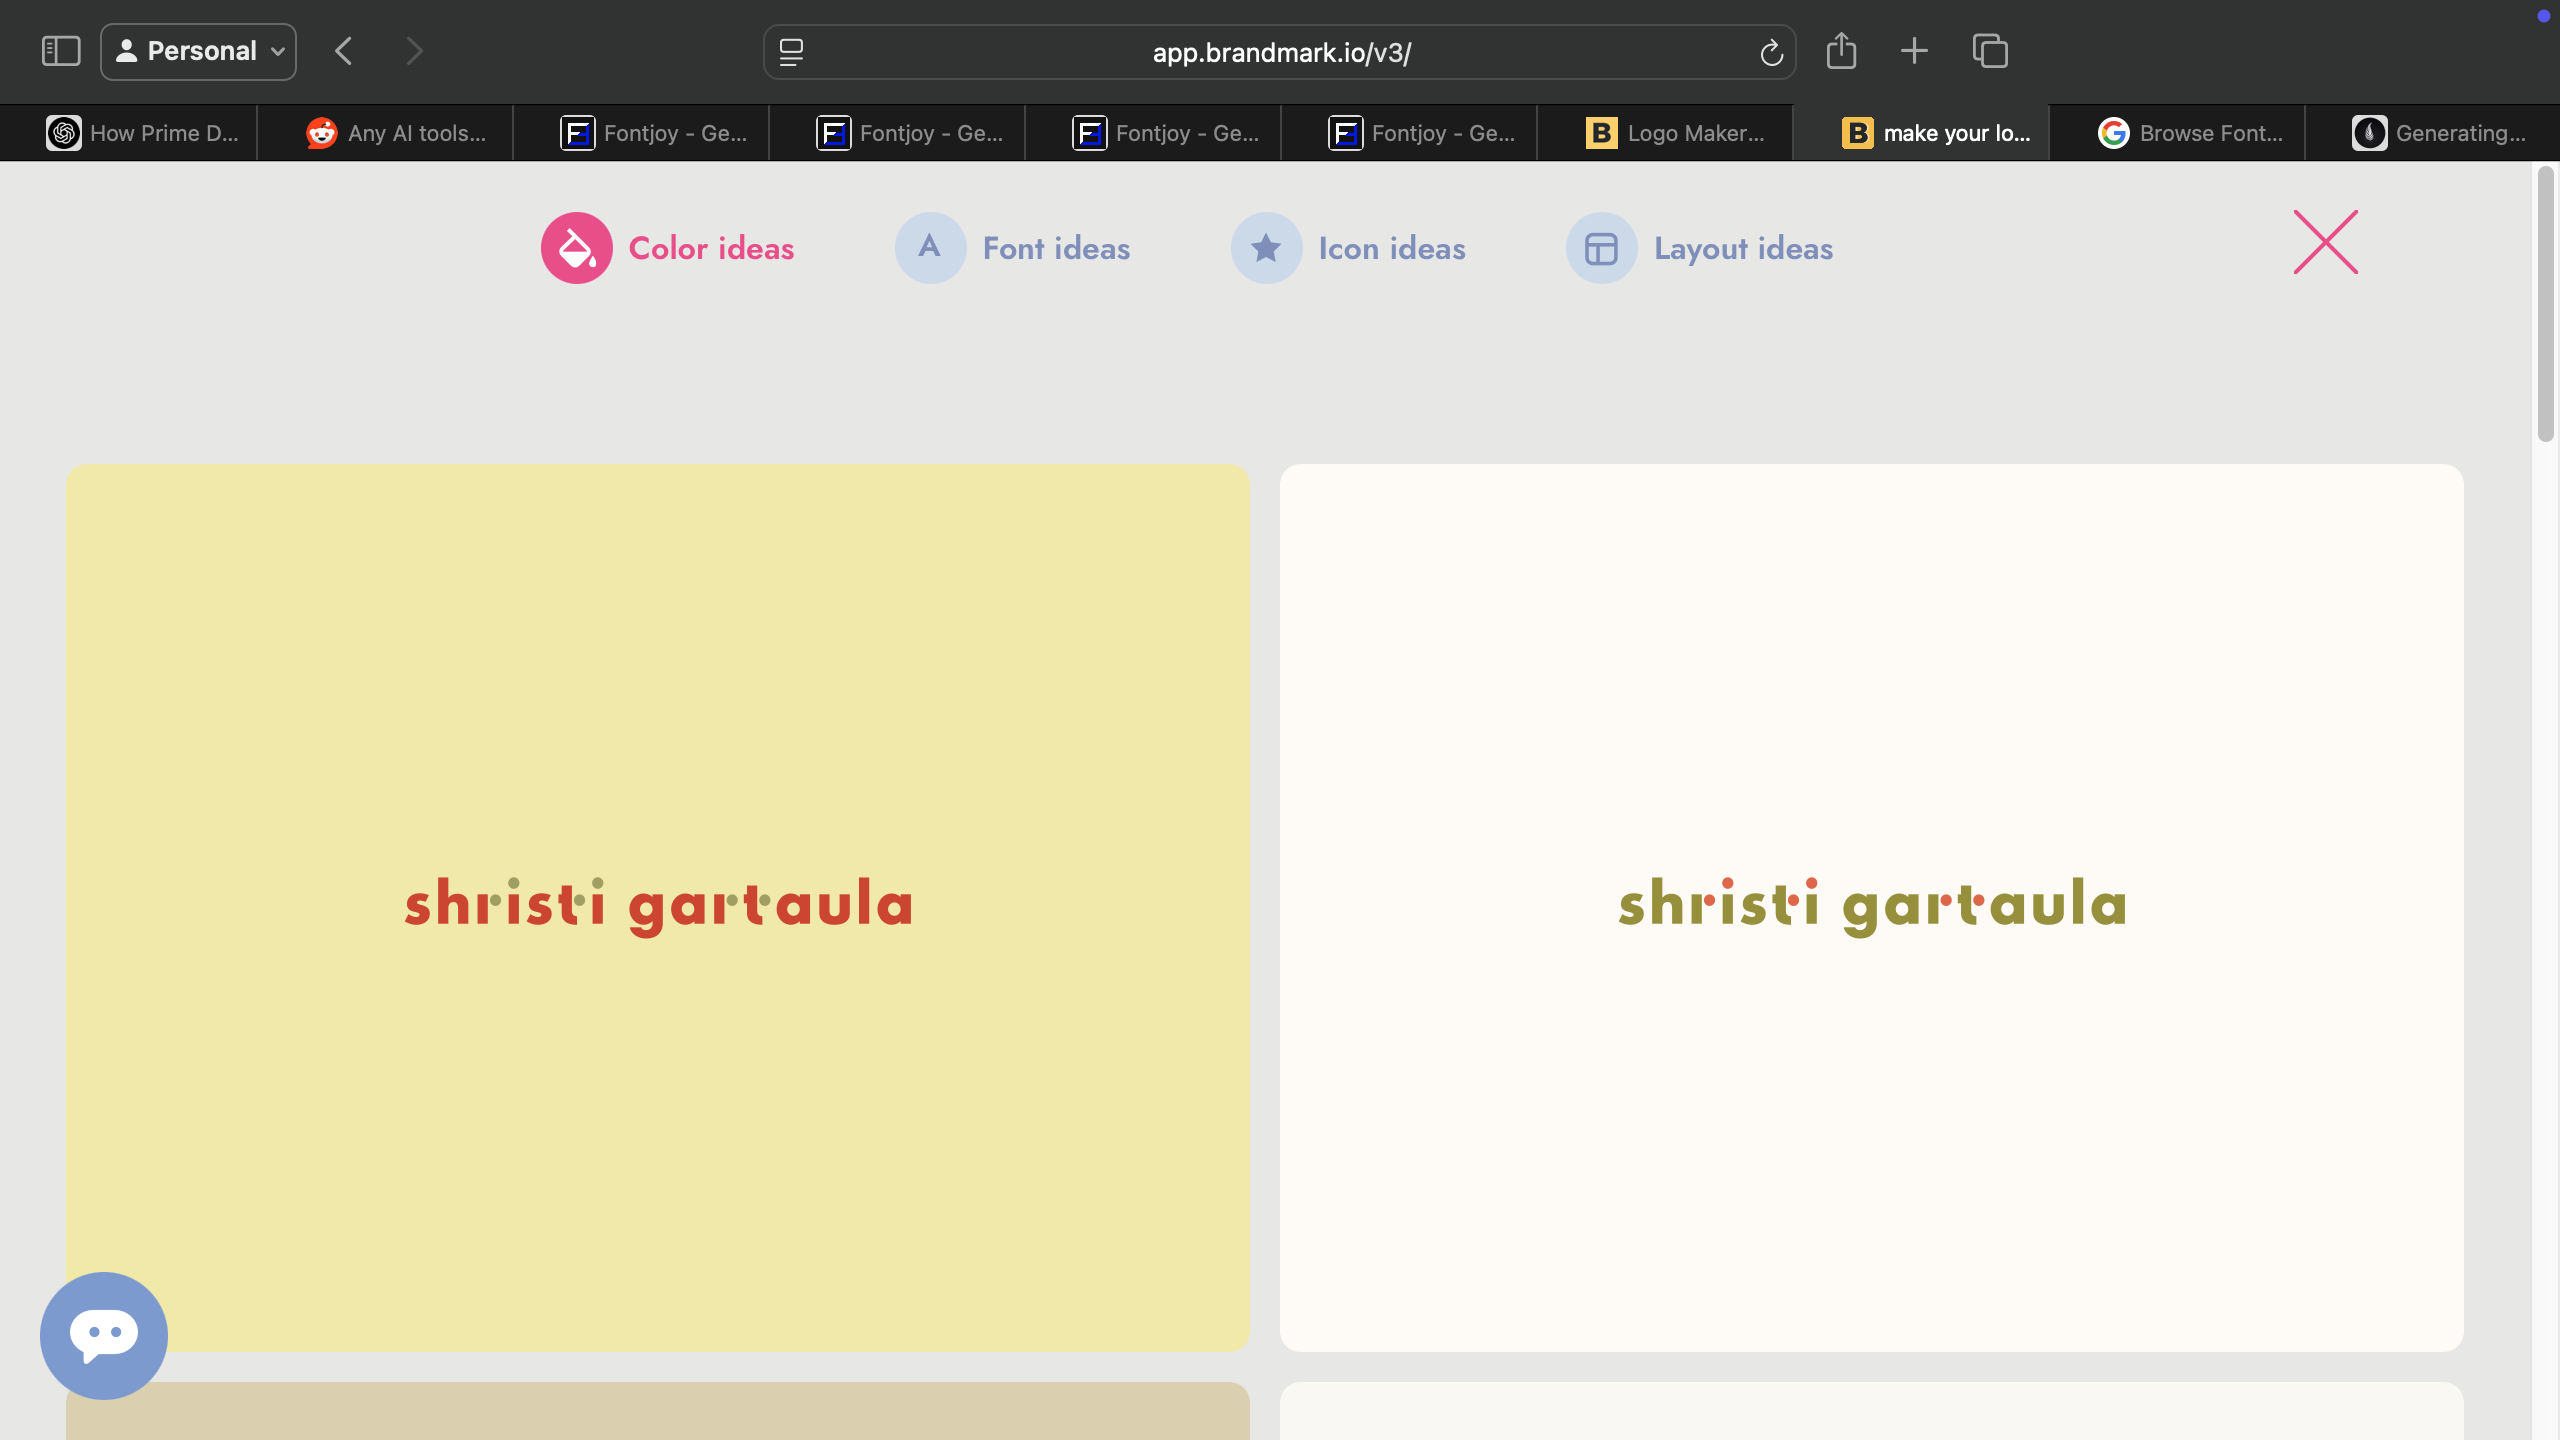 Personal
app.brandmark.io/v3/
How Prime D...
Any AI tools...
Fontjoy - Ge...
Fontjoy - Ge...
Fontjoy - Ge...
Fontjoy - Ge...
B Logo Maker...
B make your lo...
Browse Font...
Generating...
Color ideas
A Font ideas
Icon ideas
Layout ideas
shristi gartaula
shristi gartaula